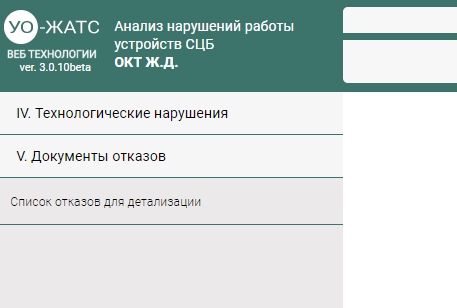 УО-ЖАТС
ВЕБ ТЕХНОЛОГИИ
ver. 3.0.10beta
Анализ нарушений работы
устройств СЦБ
ОКТ Ж.Д.
IV. Технологические нарушения
V. Документы отказов
Список отказов для детализации